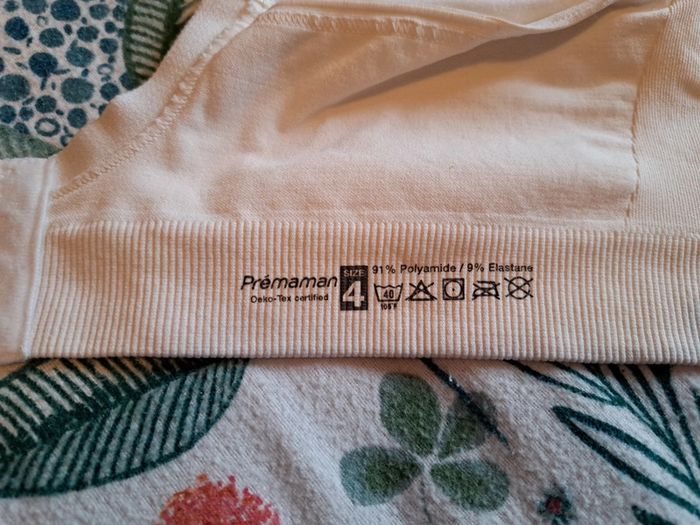 Prémaman
Oeko-Tex certified
SIZE
4
91% Polyamide / 9% Elastane
40
105°F